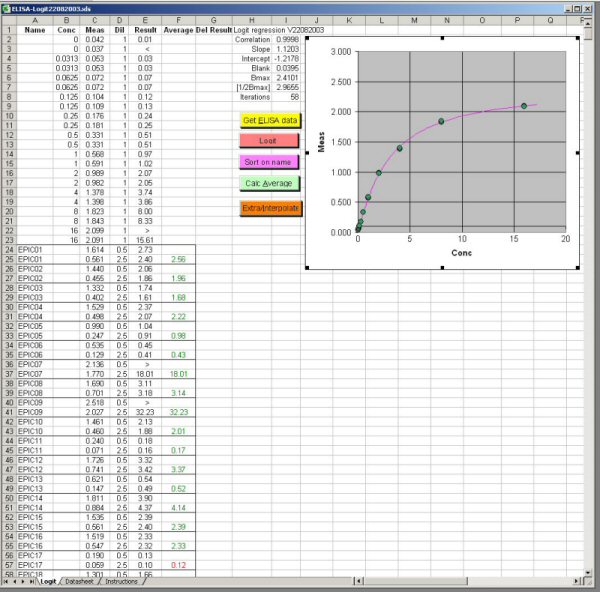 ELISA-Logit22082003.xls
A B C D E F G H I J K L M N O P
1 Name Conc Meas Dil Result Average Del Result Logit regression V22082003
2 0 0.042 1 0.01 Correlation 0.9998
3 0 0.037 1 < Slope 1.1203
4 0.0313 0.053 1 0.03 Intercept -1.2178
5 0.0313 0.053 1 0.03 Blank 0.0395
6 0.0625 0.072 1 0.07 Bmax 2.4101
7 0.0625 0.072 1 0.07 [1/2Bmax] 2.9655
8 0.125 0.104 1 0.12 Iterations 58
9 0.125 0.109 1 0.13
10 0.25 0.176 1 0.24
11 0.25 0.181 1 0.25
12 0.5 0.331 1 0.51
13 0.5 0.331 1 0.51
14 1 0.568 1 0.97
15 1 0.591 1 1.02
16 2 0.989 1 2.07
17 2 0.982 1 2.05
18 4 1.378 1 3.74
19 4 1.398 1 3.86
20 8 1.823 1 8.00
21 8 1.843 1 8.33
22 16 2.099 1 >
23 16 2.091 1 15.61
24 EPIC01 1.614 0.5 2.73
25 EPIC01 0.561 2.5 2.40 2.56
26 EPIC02 1.440 0.5 2.06
27 EPIC02 0.455 2.5 1.86 1.96
28 EPIC03 1.332 0.5 1.74
29 EPIC03 0.402 2.5 1.61 1.68
30 EPIC04 1.529 0.5 2.37
31 EPIC04 0.498 2.5 2.07 2.22
32 EPIC05 0.990 0.5 1.04
33 EPIC05 0.247 2.5 0.91 0.98
34 EPIC06 0.535 0.5 0.45
35 EPIC06 0.129 2.5 0.41 0.43
36 EPIC07 2.136 0.5 >
37 EPIC07 1.770 2.5 18.01 18.01
38 EPIC08 1.690 0.5 3.11
39 EPIC08 0.701 2.5 3.18 3.14
40 EPIC09 2.518 0.5 >
41 EPIC09 2.027 2.5 32.23 32.23
42 EPIC10 1.461 0.5 2.13
43 EPIC10 0.460 2.5 1.88 2.01
44 EPIC11 0.240 0.5 0.18
45 EPIC11 0.071 2.5 0.16 0.17
46 EPIC12 1.726 0.5 3.32
47 EPIC12 0.741 2.5 3.42 3.37
48 EPIC13 0.621 0.5 0.54
49 EPIC13 0.147 2.5 0.49 0.52
50 EPIC14 1.811 0.5 3.90
51 EPIC14 0.884 2.5 4.37 4.14
52 EPIC15 1.535 0.5 2.39
53 EPIC15 0.561 2.5 2.40 2.39
54 EPIC16 1.519 0.5 2.33
55 EPIC16 0.547 2.5 2.32 2.33
56 EPIC17 0.190 0.5 0.13
57 EPIC17 0.059 2.5 0.10 0.12
58 EPIC18 1.301 0.5 1.66
Get ELISA data
Logit
Sort on name
Calc Average
Extra/Interpolate
3.000
2.500
2.000
1.500
1.000
0.500
0.000
Meas
0 5 10 15 20
Conc
Logit Datasheet Instructions